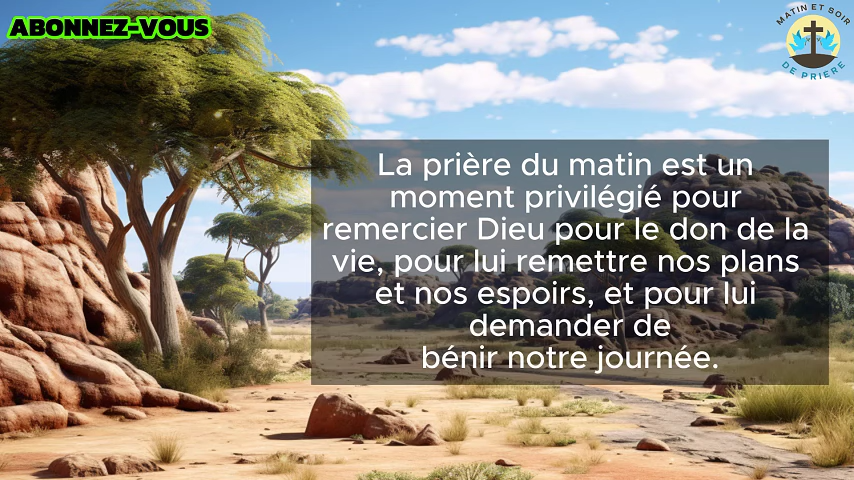 ABONNEZ-VOUS
MATIN ET SOIR
DE PRIERE
La prière du matin est un
moment privilégié pour
remercier Dieu pour le don de la
vie, pour lui remettre nos plans
et nos espoirs, et pour lui
demander de
bénir notre journée.